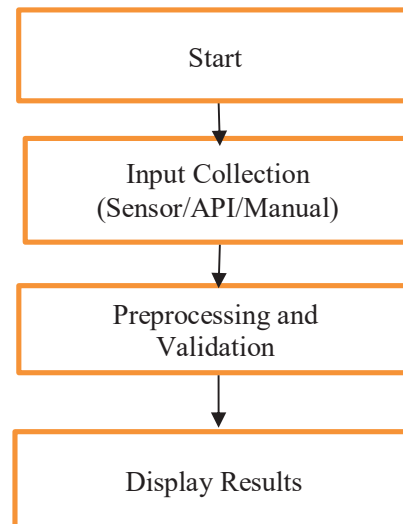 Start
Input Collection
(Sensor/API/Manual)
Preprocessing and
Validation
Display Results